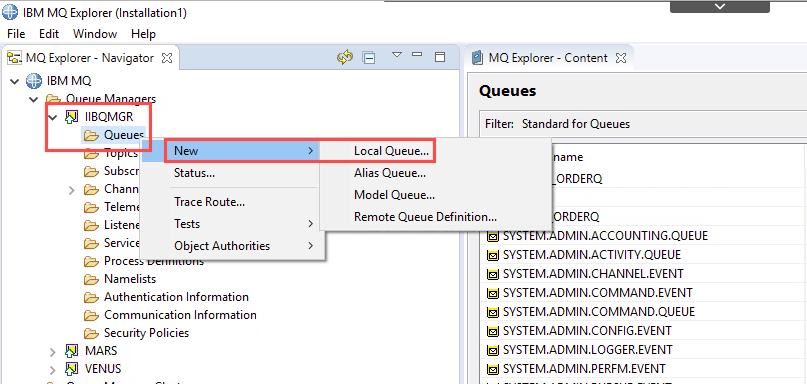 IBM MQ Explorer (Installation1)
File Edit Window Help
MQ Explorer - Navigator
IBM MQ
Queue Managers
IIBQMGR
Queues
Topics
Subscr
Chann
Teleme
Listene
Service
Process Definitions
Namelists
Authentication Information
Communication Information
Security Policies
MARS
VENUS
New
Status...
Trace Route...
Tests
Object Authorities
Local Queue...
Alias Queue...
Model Queue...
Remote Queue Definition...
MQ Explorer - Content
Queues
Filter: Standard for Queues
name
_ORDERQ
_ORDERQ
SYSTEM.ADMIN.ACCOUNTING.QUEUE
SYSTEM.ADMIN.ACTIVITY.QUEUE
SYSTEM.ADMIN.CHANNEL.EVENT
SYSTEM.ADMIN.COMMAND.EVENT
SYSTEM.ADMIN.COMMAND.QUEUE
SYSTEM.ADMIN.CONFIG.EVENT
SYSTEM.ADMIN.LOGGER.EVENT
SYSTEM.ADMIN.PERFM.EVENT